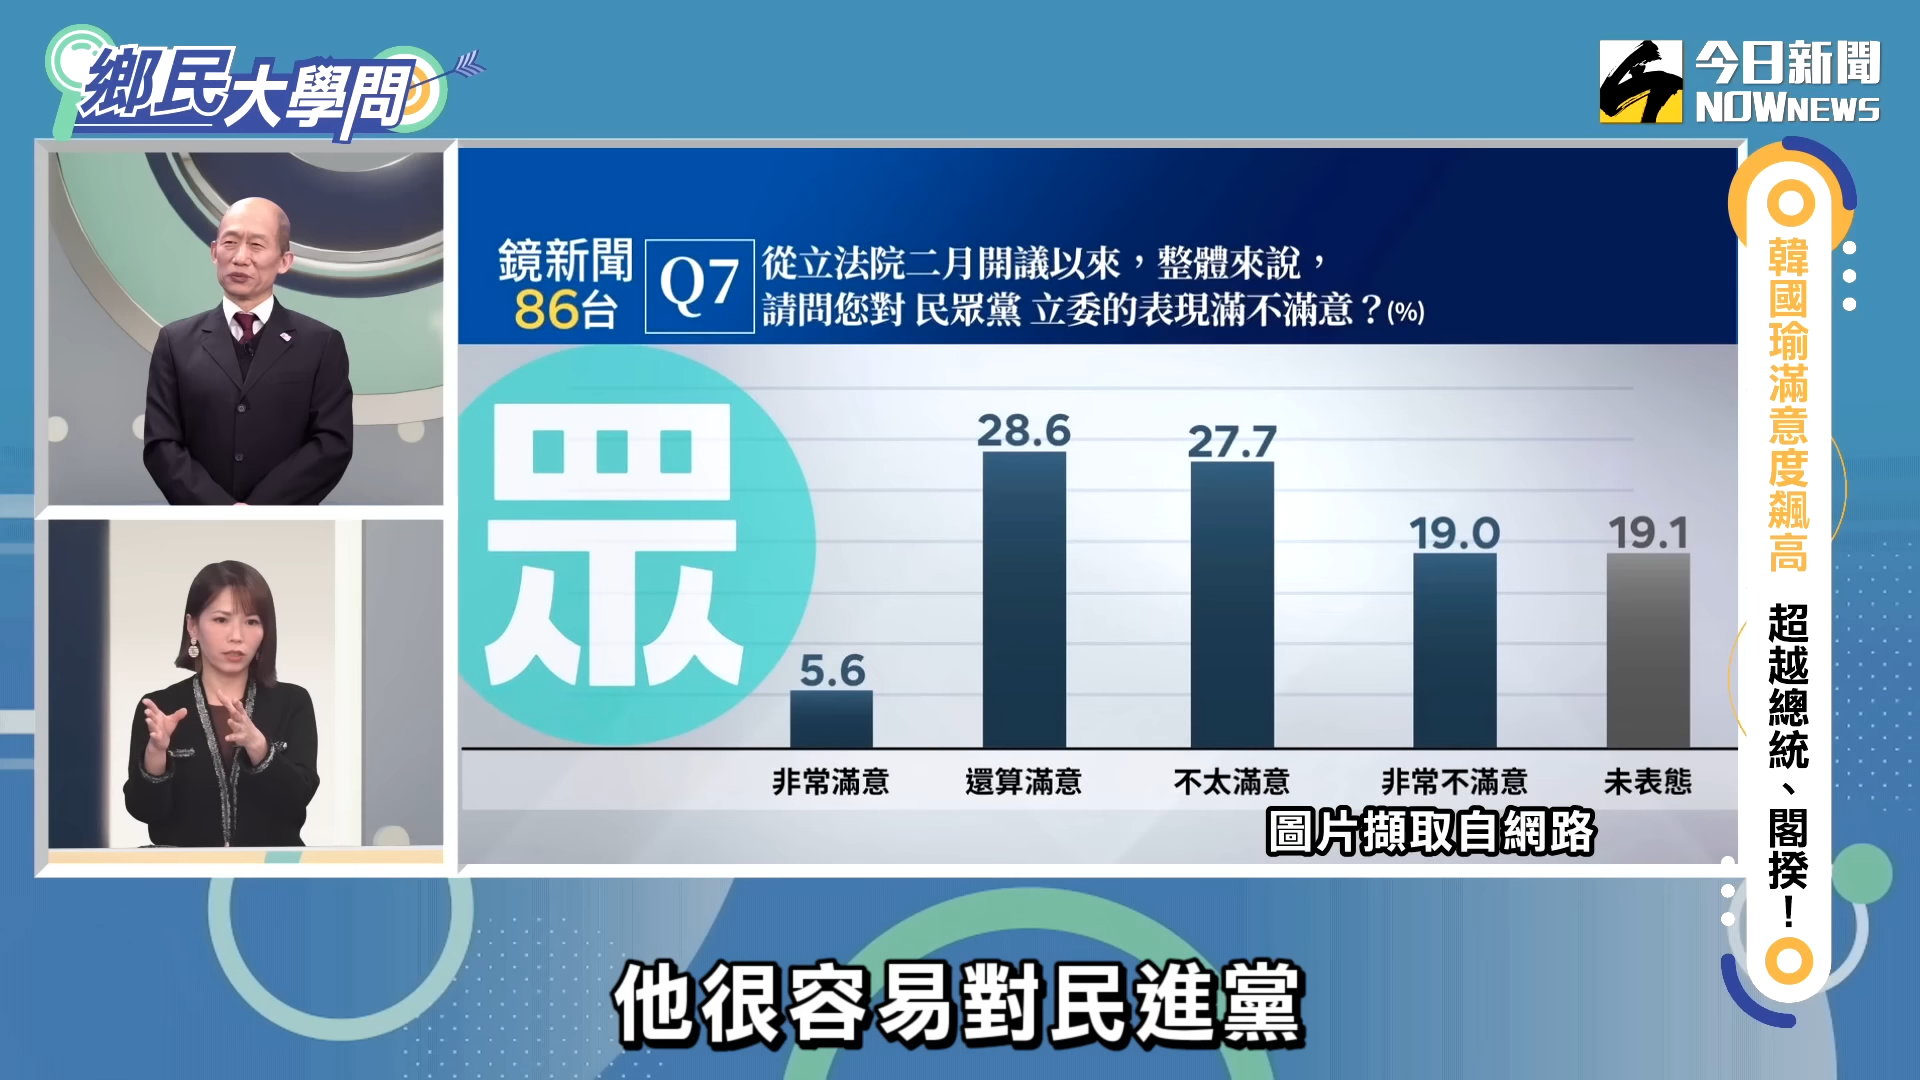 鄉民大學問
今日新聞
NOWNEWS
鏡新聞
86台
Q7
從立法院二月開議以來，整體來說，
請問您對 民眾黨 立委的表現滿不滿意？(%)
眾
5.6
28.6
27.7
19.0
19.1
非常滿意
還算滿意
不太滿意
非常不滿意
未表態
圖片擷取自網路
韓國瑜滿意度飆高 超越總統、閣揆！
他很容易對民進黨